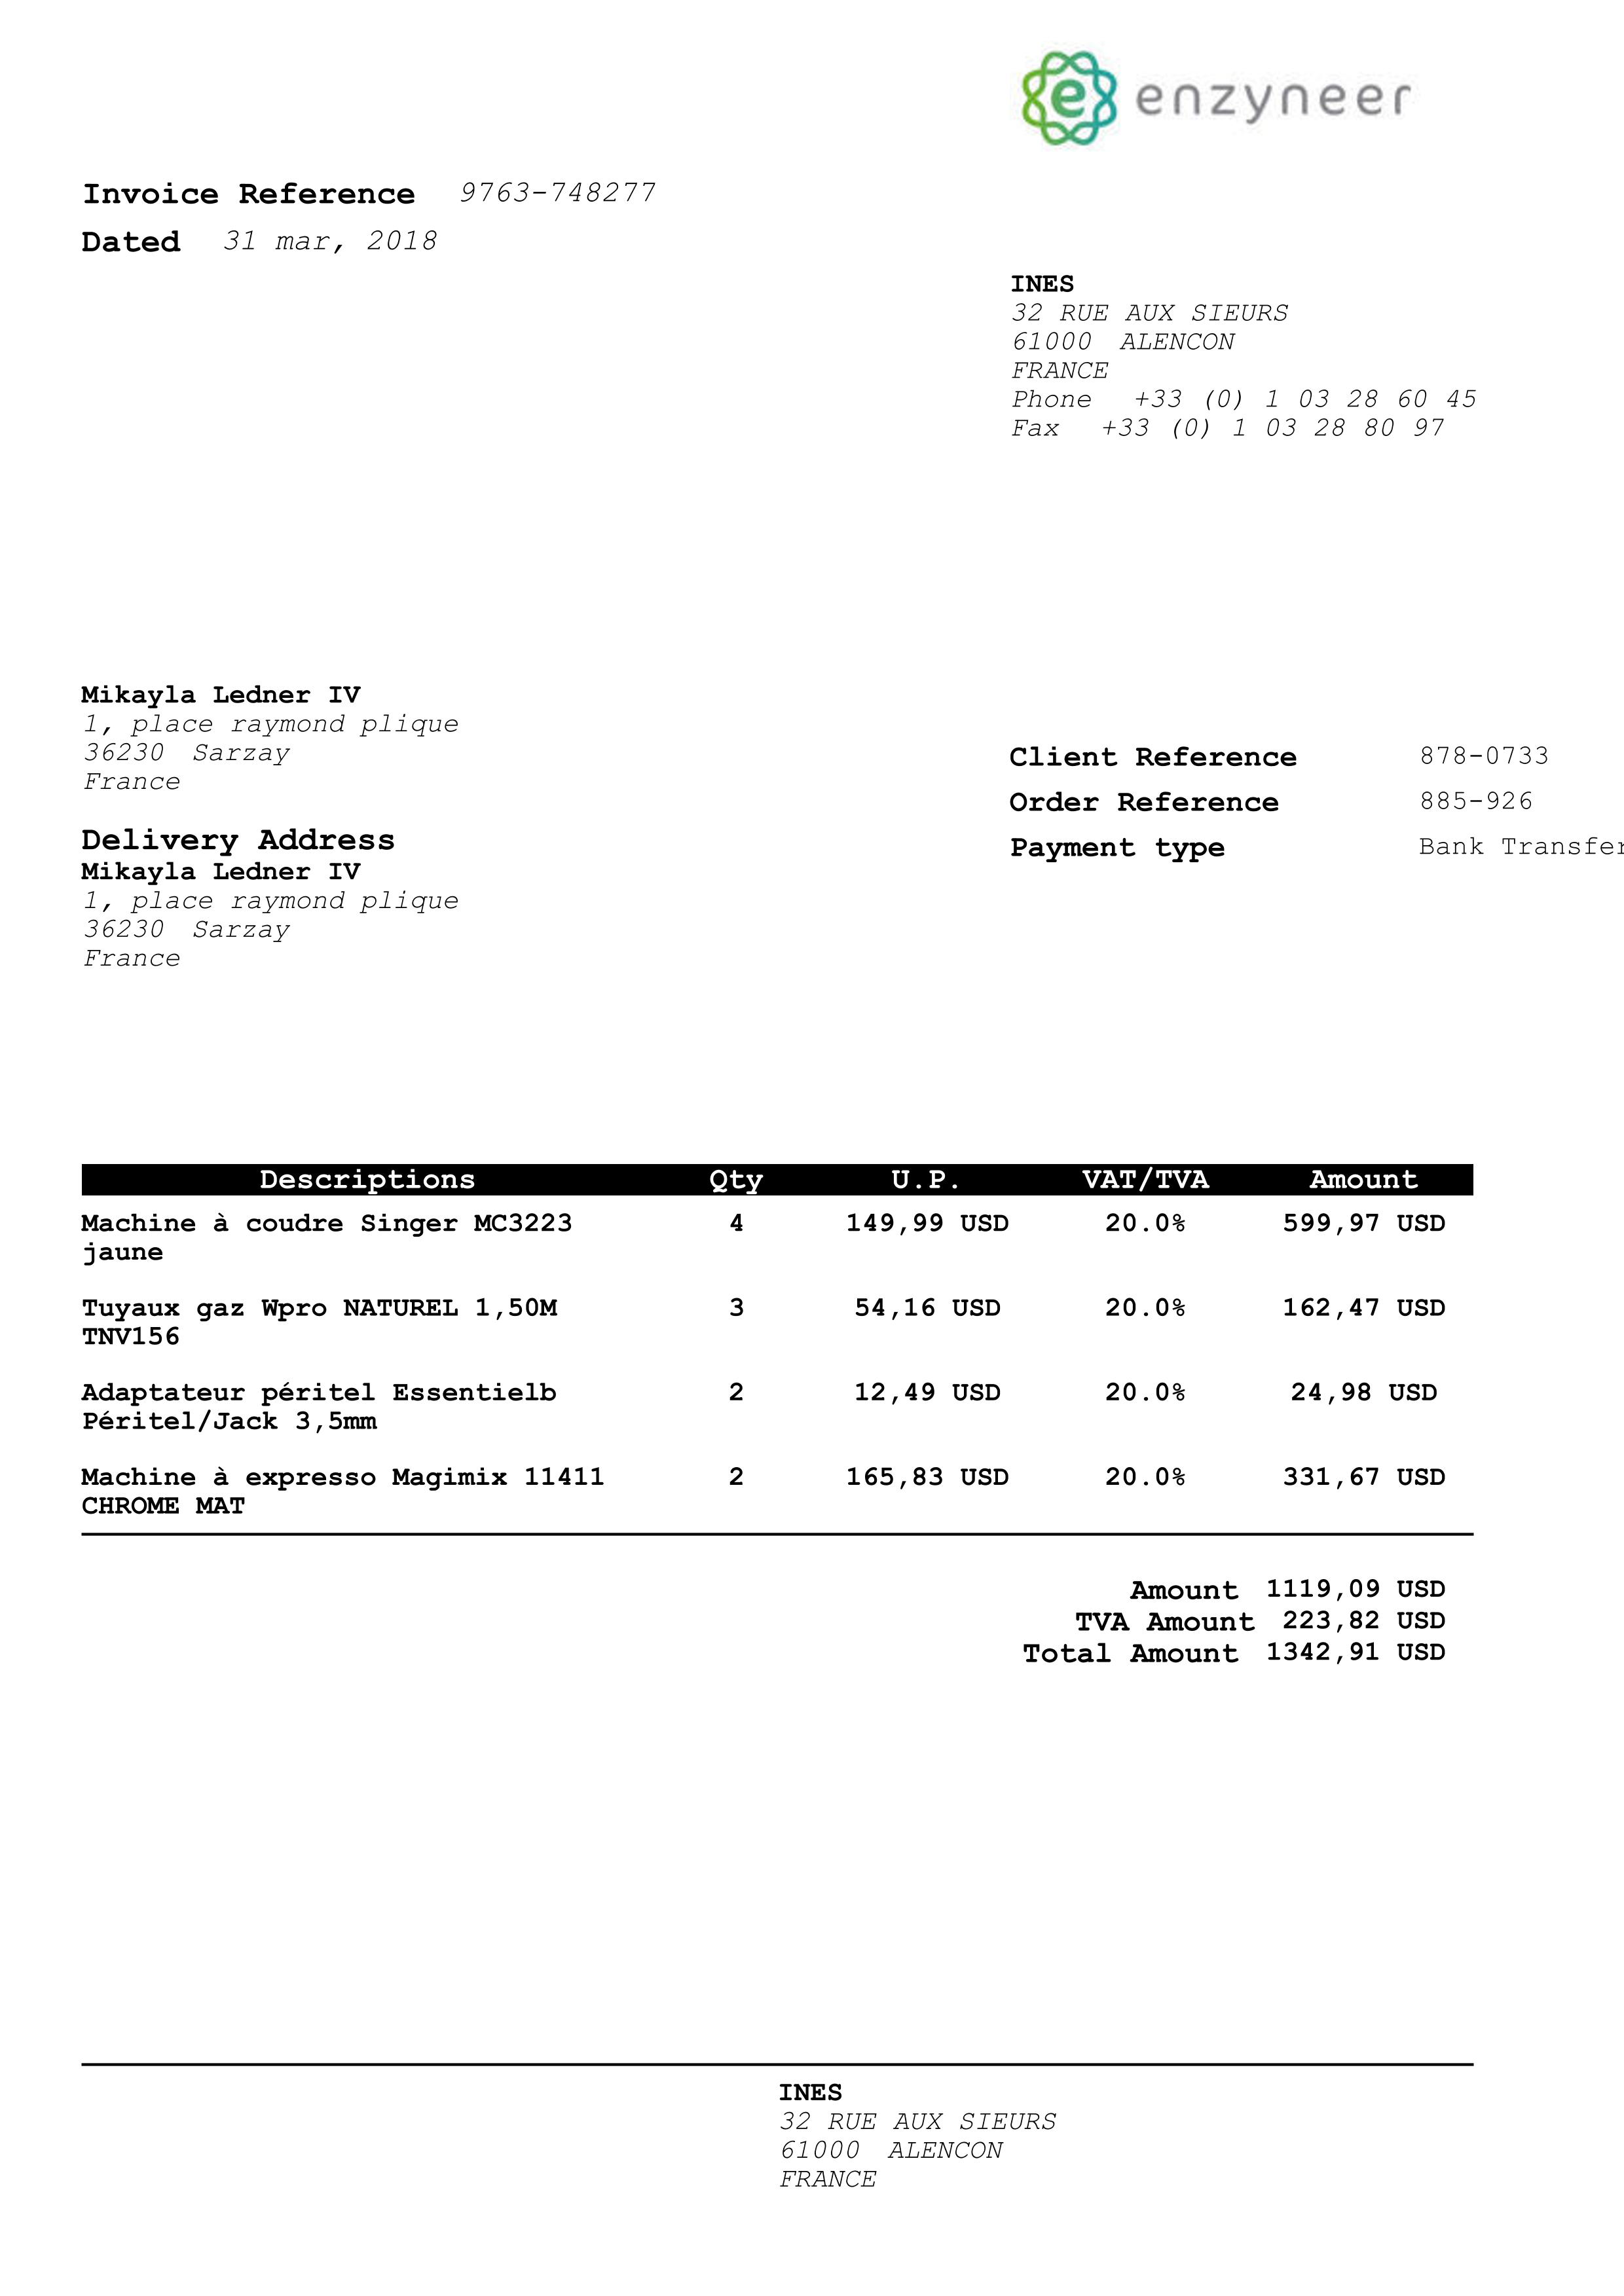 enzyneer
Invoice Reference 9763-748277
Dated 31 mar, 2018
INES
32 RUE AUX SIEURS
61000 ALENCON
FRANCE
Phone +33 (0) 1 03 28 60 45
Fax +33 (0) 1 03 28 80 97
Mikayla Ledner IV
1, place raymond plique
36230 Sarzay
France
Client Reference 878-0733
Order Reference 885-926
Payment type Bank Transfer
Delivery Address
Mikayla Ledner IV
1, place raymond plique
36230 Sarzay
France
Descriptions Qty U.P. VAT/TVA Amount
Machine à coudre Singer MC3223 4 149,99 USD 20.0% 599,97 USD
jaune
Tuyaux gaz Wpro NATUREL 1,50M 3 54,16 USD 20.0% 162,47 USD
TNV156
Adaptateur péritel Essentielb 2 12,49 USD 20.0% 24,98 USD
Péritel/Jack 3,5mm
Machine à expresso Magimix 11411 2 165,83 USD 20.0% 331,67 USD
CHROME MAT
Amount 1119,09 USD
TVA Amount 223,82 USD
Total Amount 1342,91 USD
INES
32 RUE AUX SIEURS
61000 ALENCON
FRANCE